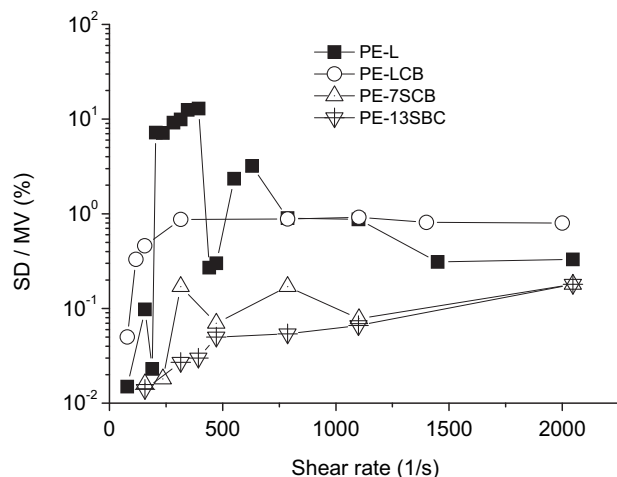 10²
PE-L
PE-LCB
PE-7SCB
PE-13SBC
10¹
10⁰
10⁻¹
10⁻²
SD / MV (%)
0 500 1000 1500 2000
Shear rate (1/s)